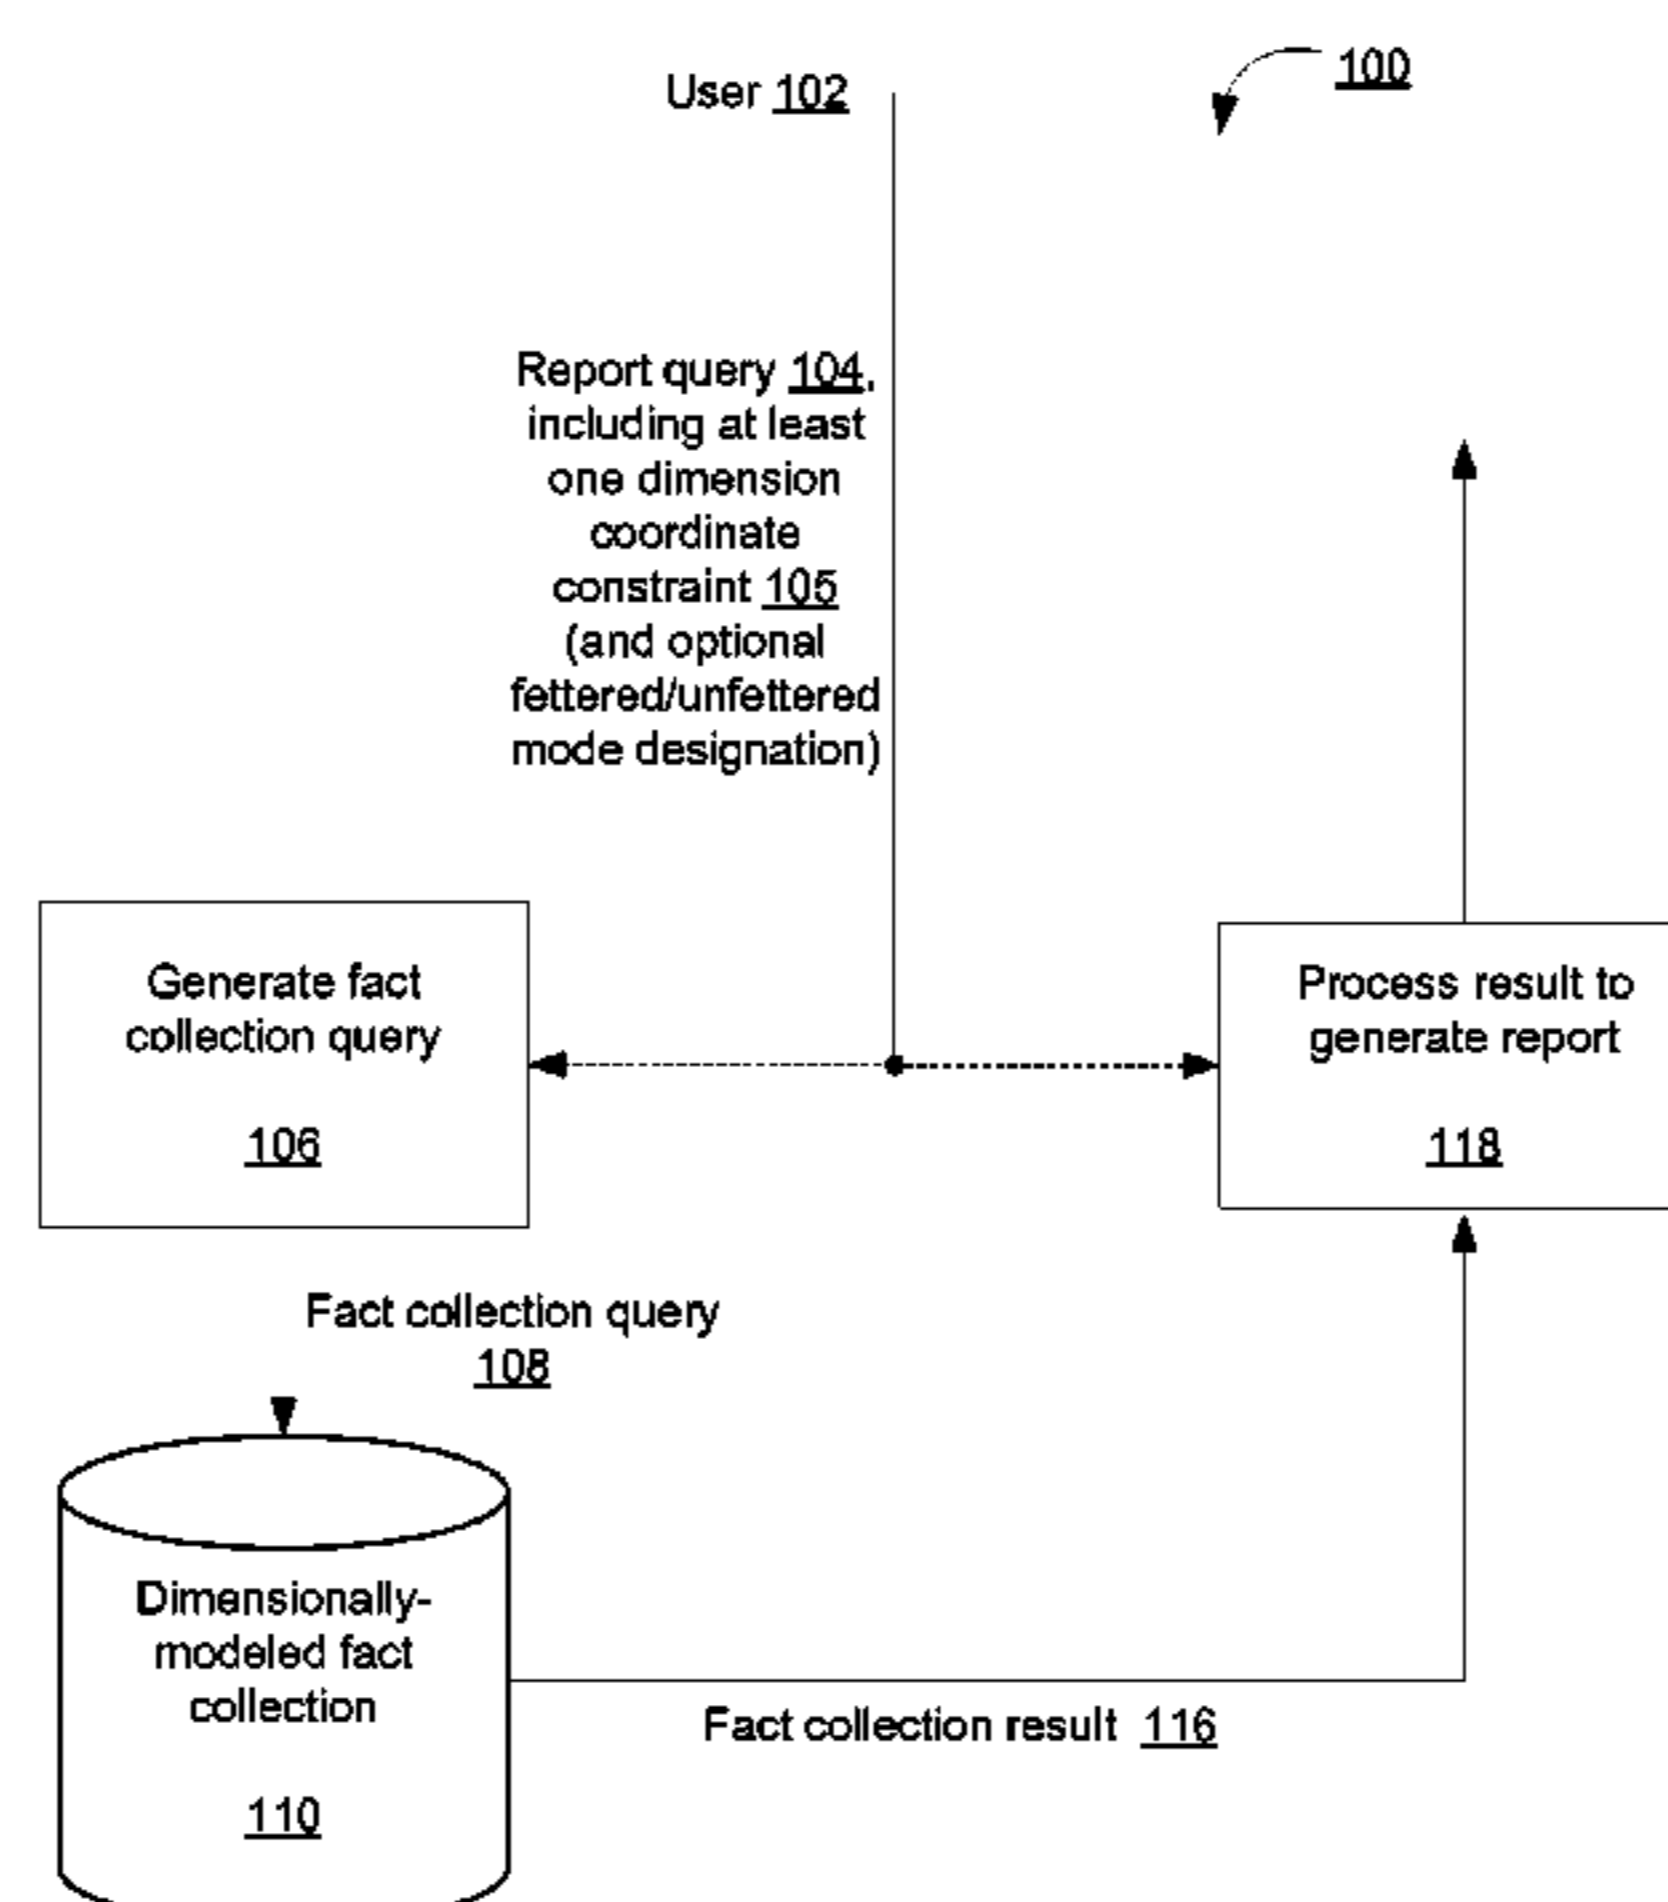 100
User 102
Report query 104,
including at least
one dimension
coordinate
constraint 105
(and optional
fettered/unfettered
mode designation)
Generate fact
collection query
106
Process result to
generate report
118
Fact collection query
108
Dimensionally-
modeled fact
collection
110
Fact collection result 116